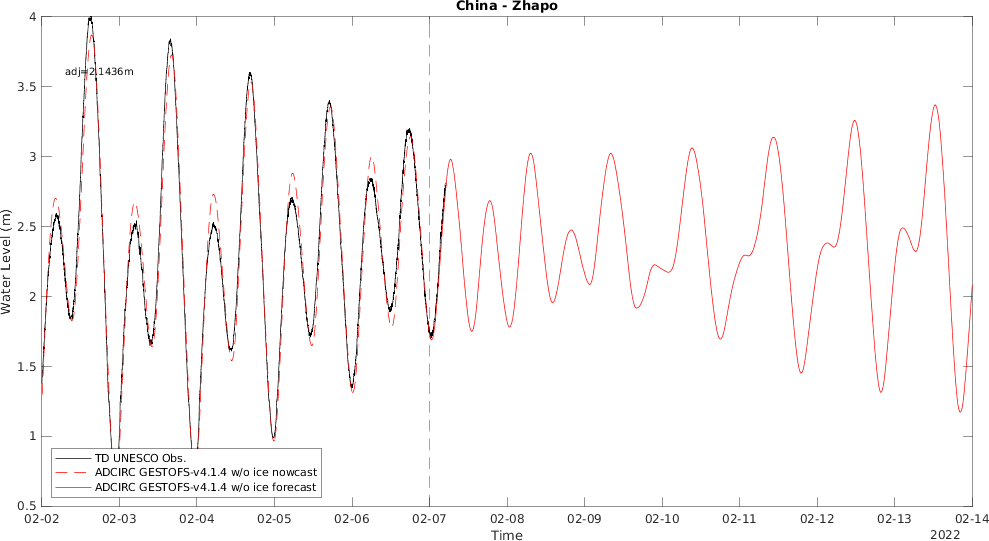 China - Zhapo
4
3.5
3
2.5
2
1.5
1
0.5
Water Level (m)
adj=2.1436m
TD UNESCO Obs.
ADCIRC GESTOFS-v4.1.4 w/o ice nowcast
ADCIRC GESTOFS-v4.1.4 w/o ice forecast
02-02 02-03 02-04 02-05 02-06 02-07 02-08 02-09 02-10 02-11 02-12 02-13 02-14
Time
2022